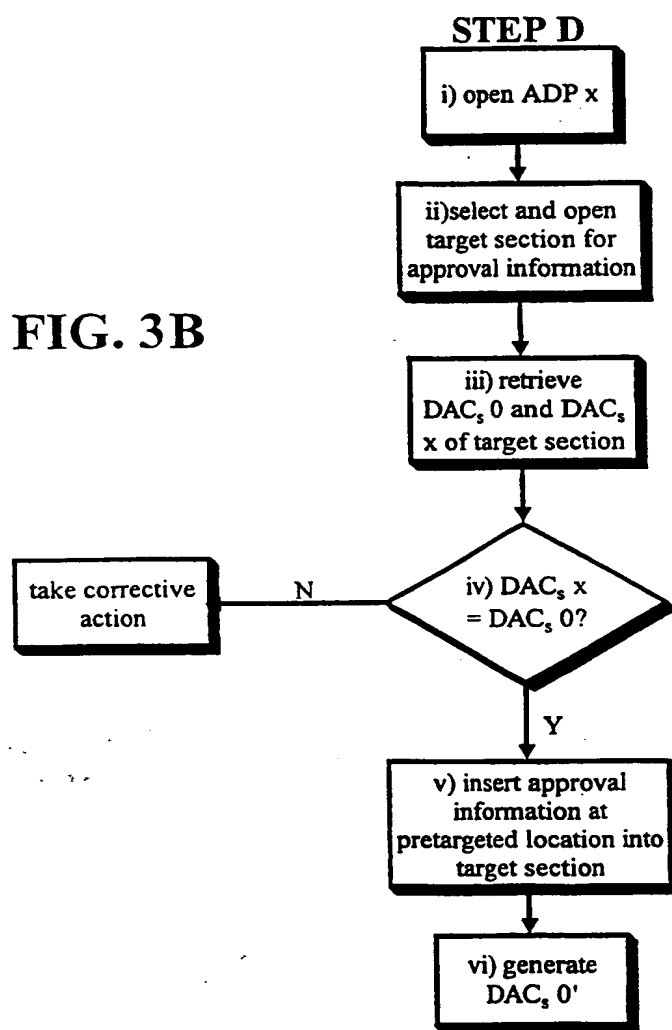 STEP D
i) open ADP x
ii)select and open
target section for
approval information
FIG. 3B
iii) retrieve
DACₛ 0 and DACₛ
x of target section
take corrective
action
N
iv) DACₛ x
= DACₛ 0?
Y
v) insert approval
information at
pretargeted location into
target section
vi) generate
DACₛ 0'